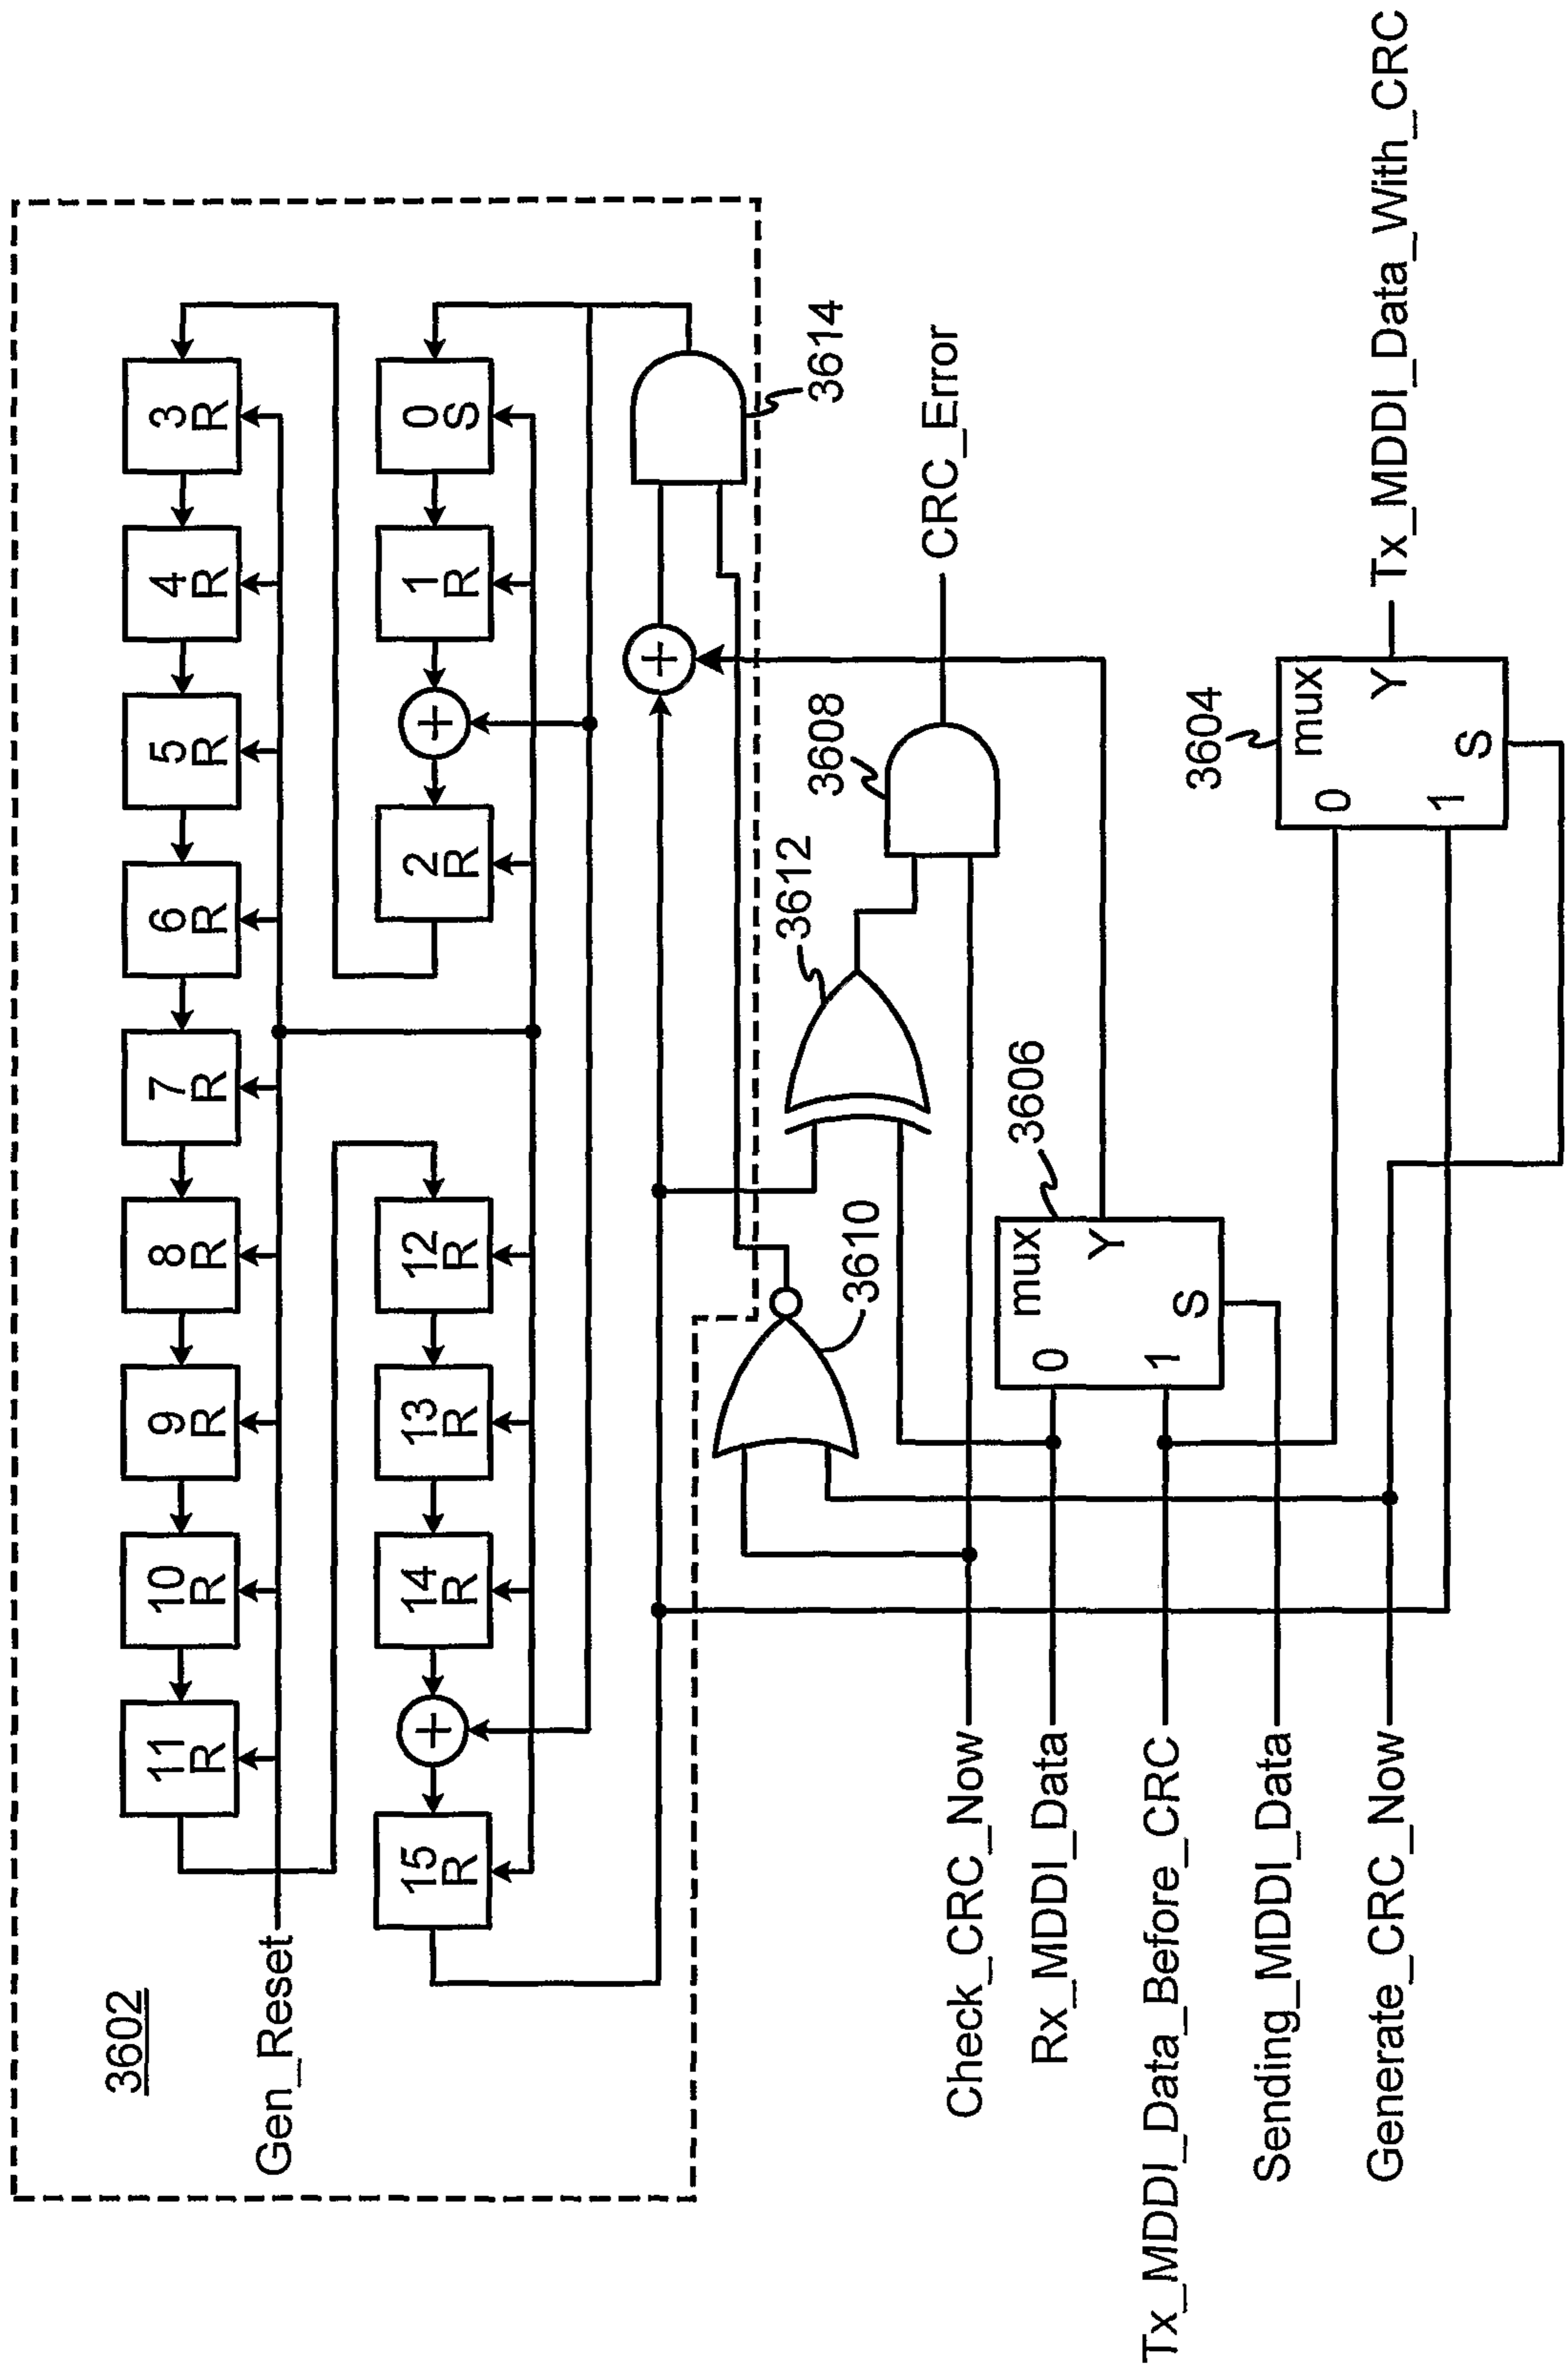 3602
Gen_Reset
11
R
10
R
9
R
8
R
7
R
6
R
5
R
4
R
3
R
15
R
14
R
13
R
12
R
2
R
1
R
0
S
3614
3610
3612
3608
CRC_Error
3606
mux
0
Y
1
S
3604
mux
0
Y
1
S
Tx_MDDI_Data_With_CRC
Check_CRC_Now
Rx_MDDI_Data
Tx_MDDI_Data_Before_CRC
Sending_MDDI_Data
Generate_CRC_Now